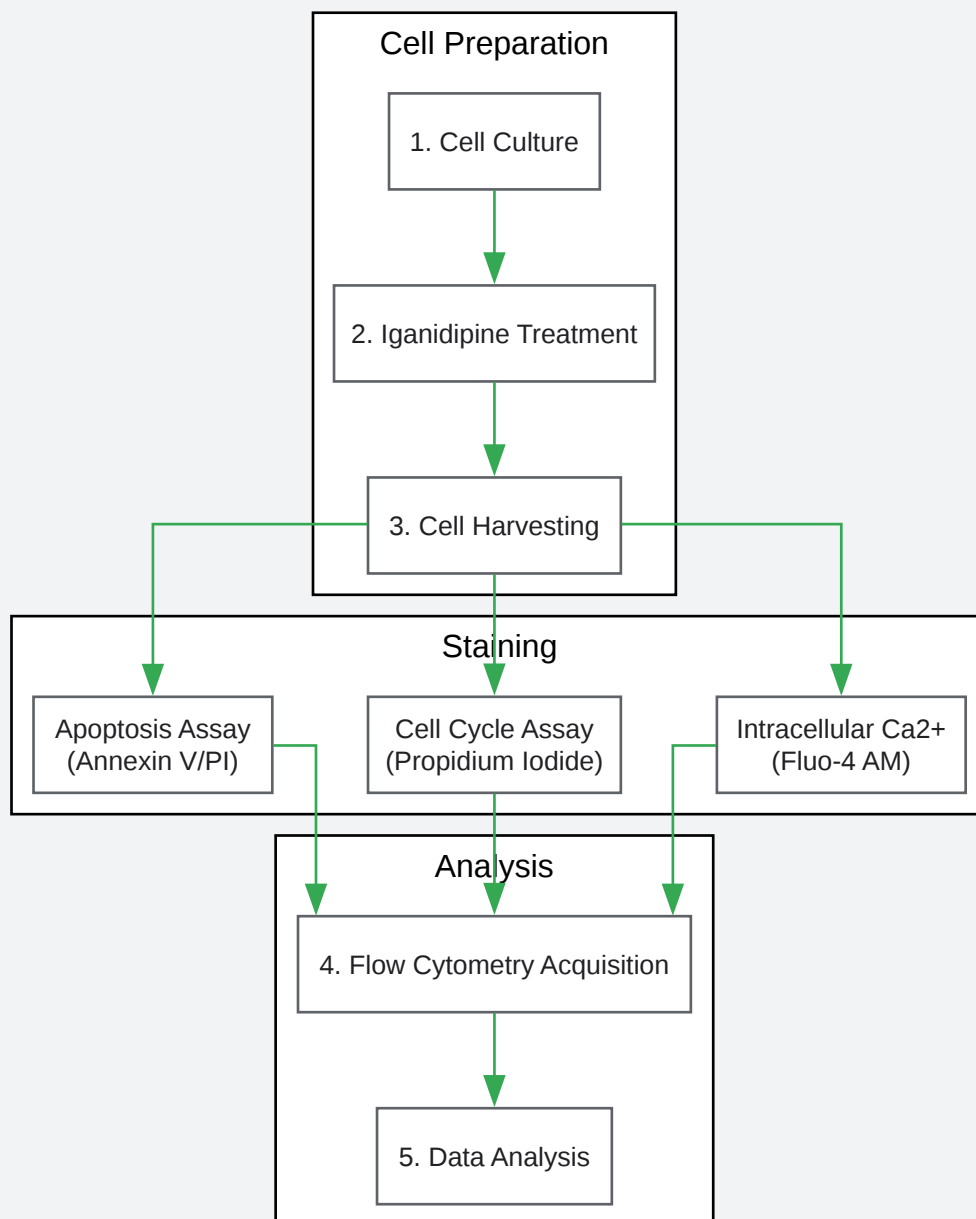 Cell Preparation
1. Cell Culture
2. Iganidipine Treatment
3. Cell Harvesting
Staining
Apoptosis Assay
(Annexin V/PI)
Cell Cycle Assay
(Propidium Iodide)
Intracellular Ca2+
(Fluo-4 AM)
Analysis
4. Flow Cytometry Acquisition
5. Data Analysis